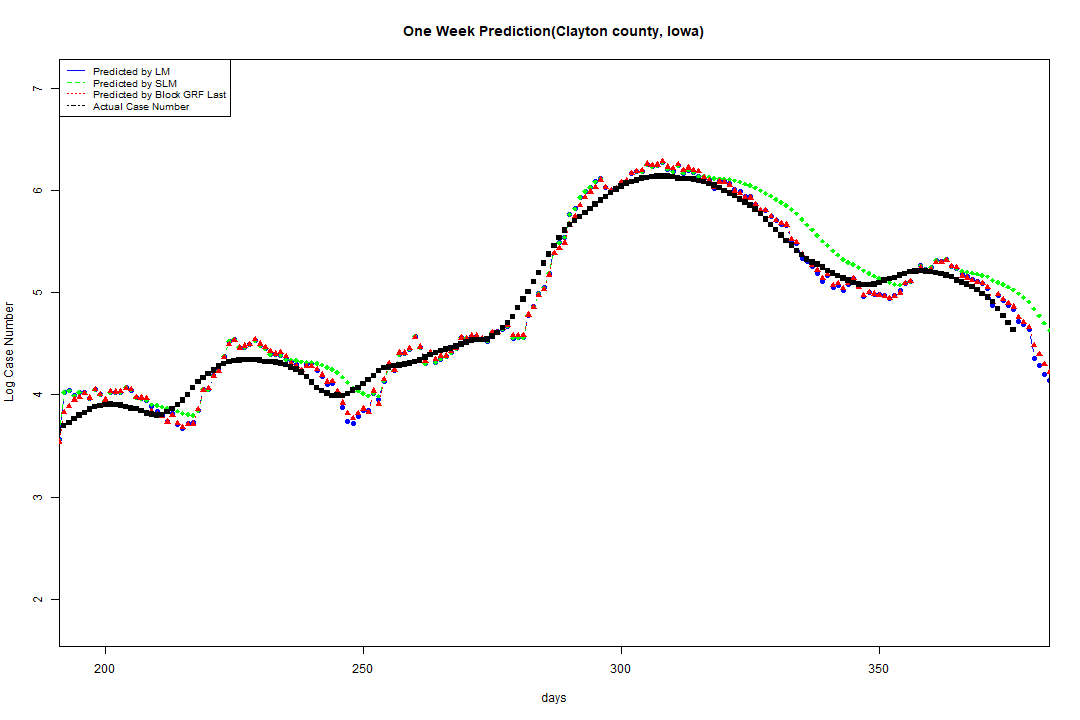 One Week Prediction(Clayton county, Iowa)
Predicted by LM
Predicted by SLM
Predicted by Block GRF Last
Actual Case Number
7
6
5
4
3
2
Log Case Number
200 250 300 350
days